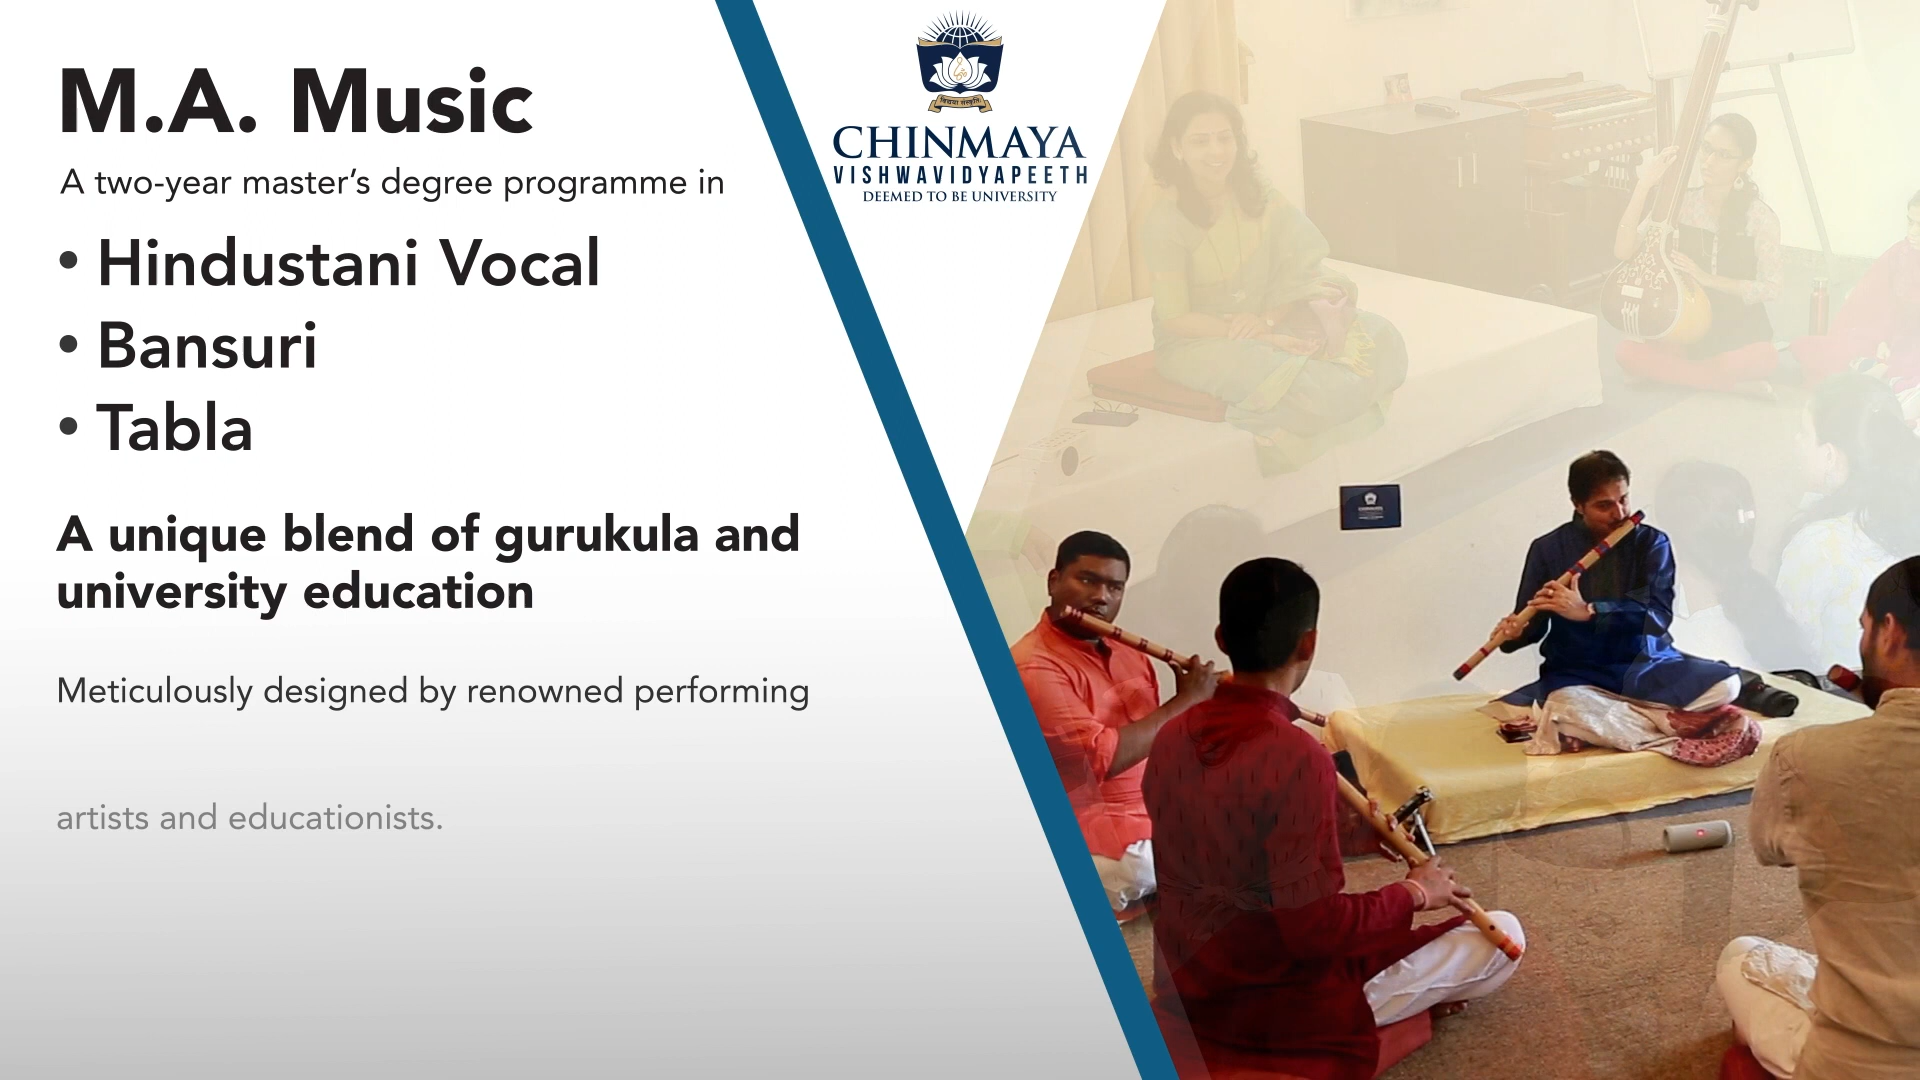 M.A. Music
A two-year master's degree programme in
• Hindustani Vocal
• Bansuri
• Tabla
A unique blend of gurukula and
university education
Meticulously designed by renowned performing
artists and educationists.
CHINMAYA
VISHWAVIDYAPEETH
DEEMED TO BE UNIVERSITY